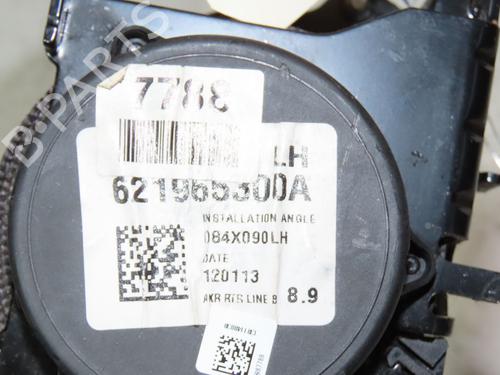 B-PARTS
7788
LH
621965300A
INSTALLATION ANGLE
084X090LH
DATE
120113
AKR RTS LINE 9 8.9